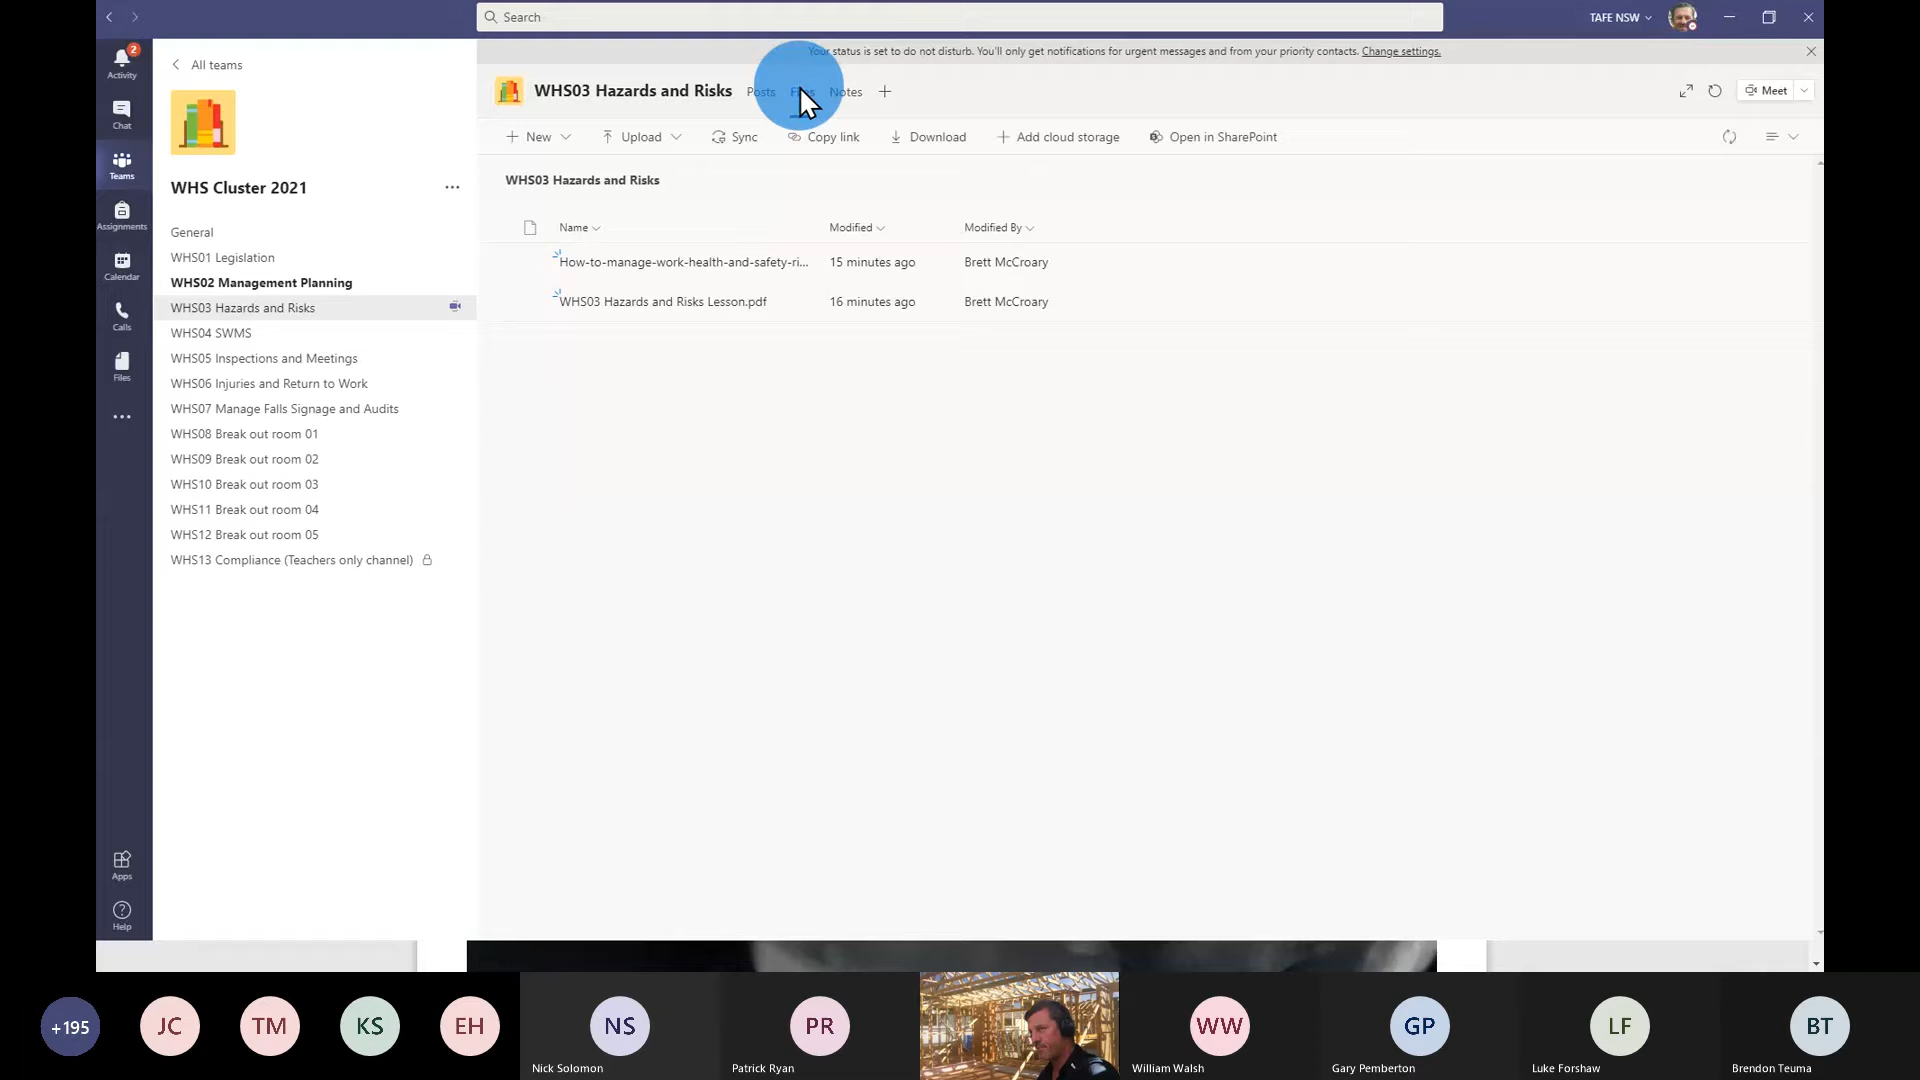 Search
TAFE NSW
Your status is set to do not disturb. You'll only get notifications for urgent messages and from your priority contacts. Change settings.
2
Activity
Chat
Teams
Assignments
Calendar
Calls
Files
Apps
Help
All teams
WHS Cluster 2021
General
WHS01 Legislation
WHS02 Management Planning
WHS03 Hazards and Risks
WHS04 SWMS
WHS05 Inspections and Meetings
WHS06 Injuries and Return to Work
WHS07 Manage Falls Signage and Audits
WHS08 Break out room 01
WHS09 Break out room 02
WHS10 Break out room 03
WHS11 Break out room 04
WHS12 Break out room 05
WHS13 Compliance (Teachers only channel)
WHS03 Hazards and Risks Posts Files Notes
Meet
New Upload Sync Copy link Download Add cloud storage Open in SharePoint
WHS03 Hazards and Risks
Name Modified Modified By
How-to-manage-work-health-and-safety-ri... 15 minutes ago Brett McCroary
WHS03 Hazards and Risks Lesson.pdf 16 minutes ago Brett McCroary
+195 JC TM KS EH NS PR WW GP LF BT
Nick Solomon Patrick Ryan William Walsh Gary Pemberton Luke Forshaw Brendon Teuma